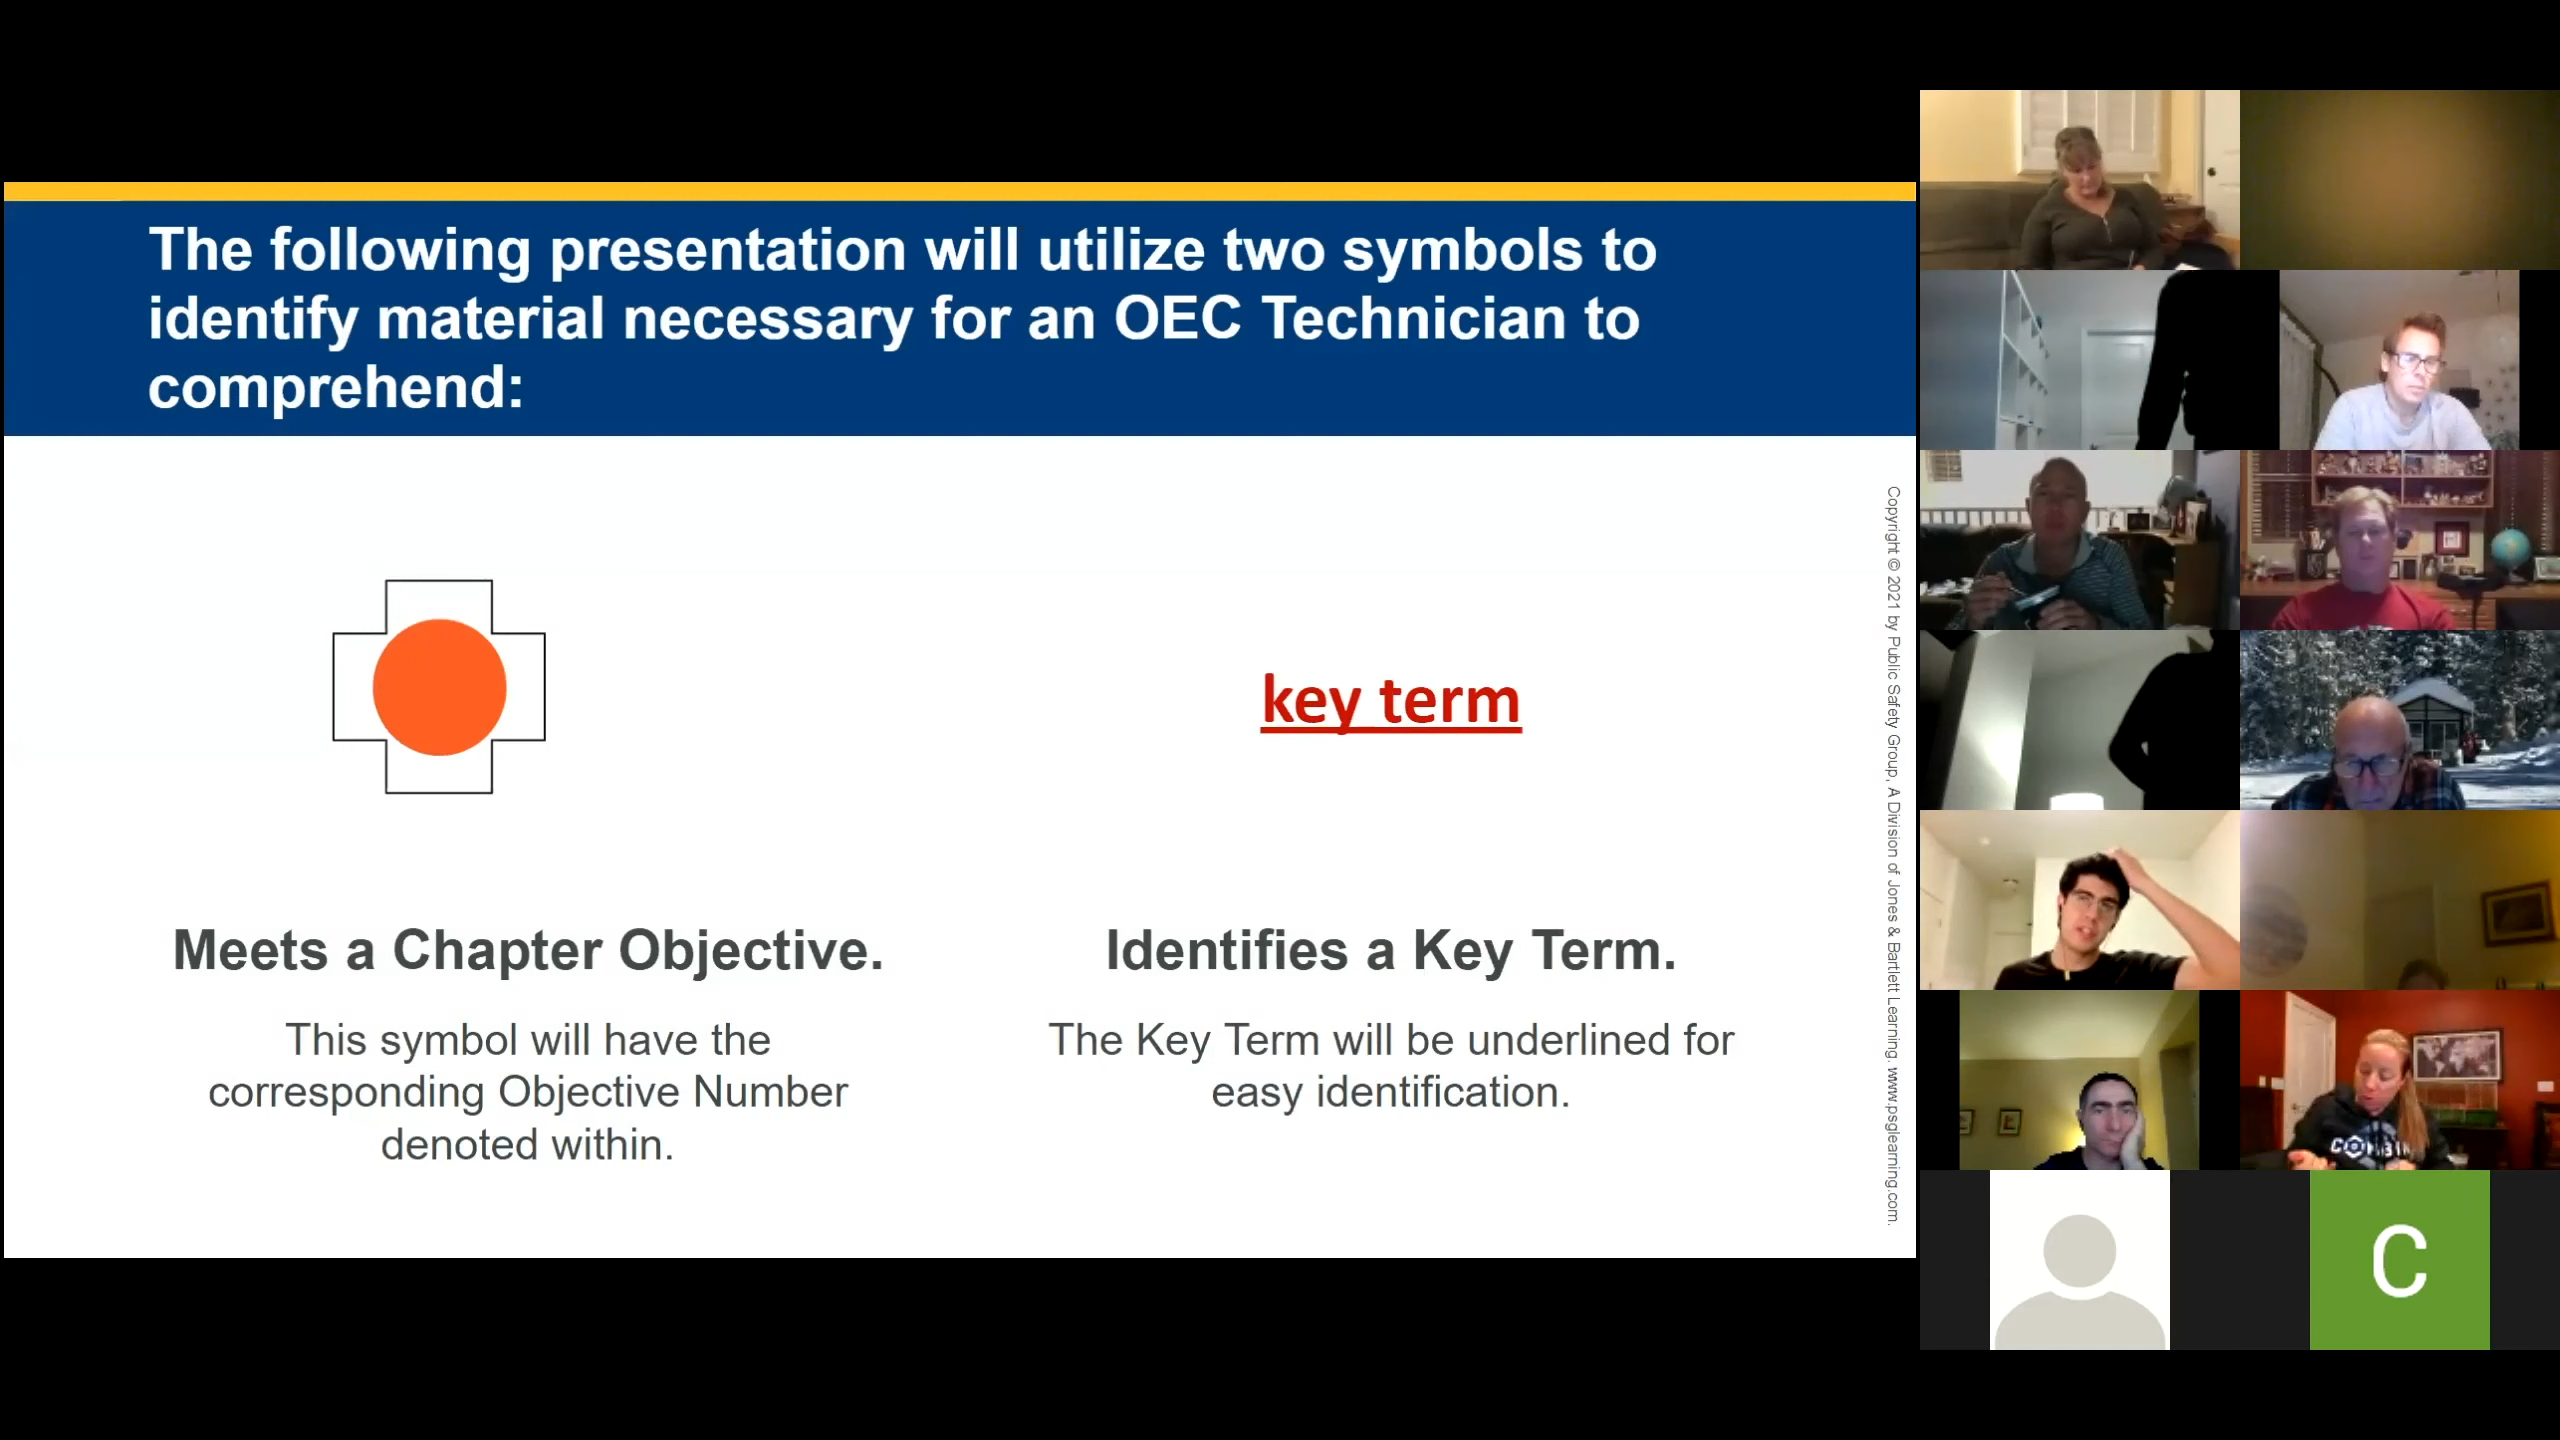 The following presentation will utilize two symbols to
identify material necessary for an OEC Technician to
comprehend:
key term
Meets a Chapter Objective.
This symbol will have the
corresponding Objective Number
denoted within.
Identifies a Key Term.
The Key Term will be underlined for
easy identification.
Copyright © 2021 by Public Safety Group, A Division of Jones & Bartlett Learning. www.psglearning.com.
C